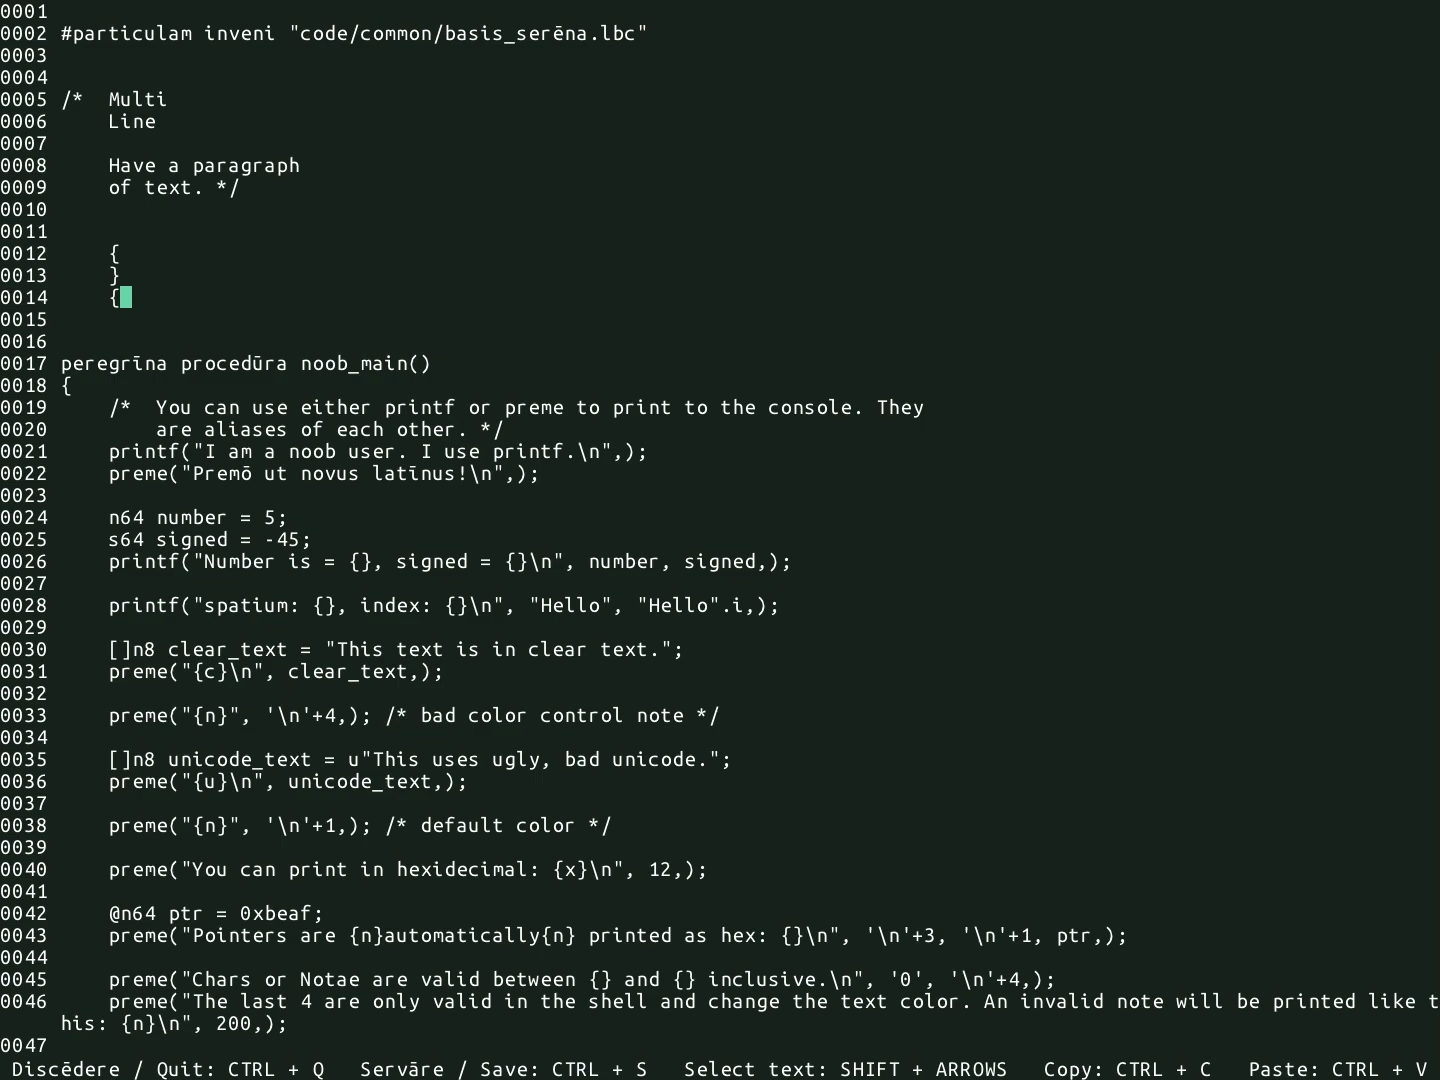 0001
0002 #particulam inveni "code/common/basis_serēna.lbc"
0003
0004
0005 /*  Multi
0006     Line
0007
0008     Have a paragraph
0009     of text. */
0010
0011
0012     {
0013     }
0014     {
0015
0016
0017 peregrīna procedūra noob_main()
0018 {
0019     /*  You can use either printf or preme to print to the console. They
0020         are aliases of each other. */
0021     printf("I am a noob user. I use printf.\n",);
0022     preme("Premō ut novus latīnus!\n",);
0023
0024     n64 number = 5;
0025     s64 signed = -45;
0026     printf("Number is = {}, signed = {}\n", number, signed,);
0027
0028     printf("spatium: {}, index: {}\n", "Hello", "Hello".i,);
0029
0030     []n8 clear_text = "This text is in clear text.";
0031     preme("{c}\n", clear_text,);
0032
0033     preme("{n}", '\n'+4,); /* bad color control note */
0034
0035     []n8 unicode_text = u"This uses ugly, bad unicode.";
0036     preme("{u}\n", unicode_text,);
0037
0038     preme("{n}", '\n'+1,); /* default color */
0039
0040     preme("You can print in hexidecimal: {x}\n", 12,);
0041
0042     @n64 ptr = 0xbeaf;
0043     preme("Pointers are {n}automatically{n} printed as hex: {}\n", '\n'+3, '\n'+1, ptr,);
0044
0045     preme("Chars or Notae are valid between {} and {} inclusive.\n", '0', '\n'+4,);
0046     preme("The last 4 are only valid in the shell and change the text color. An invalid note will be printed like t
his: {n}\n", 200,);
0047
Discēdere / Quit: CTRL + Q   Servāre / Save: CTRL + S   Select text: SHIFT + ARROWS   Copy: CTRL + C   Paste: CTRL + V